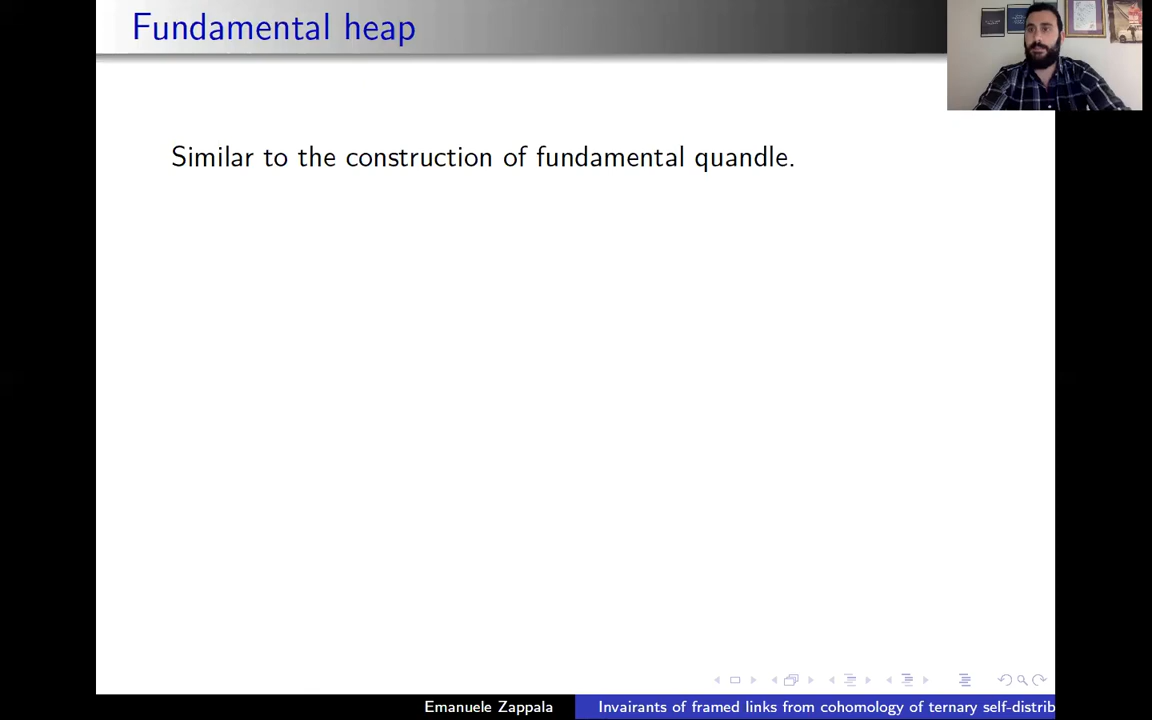 Fundamental heap
Similar to the construction of fundamental quandle.
Emanuele Zappala
Invairants of framed links from cohomology of ternary self-distrib